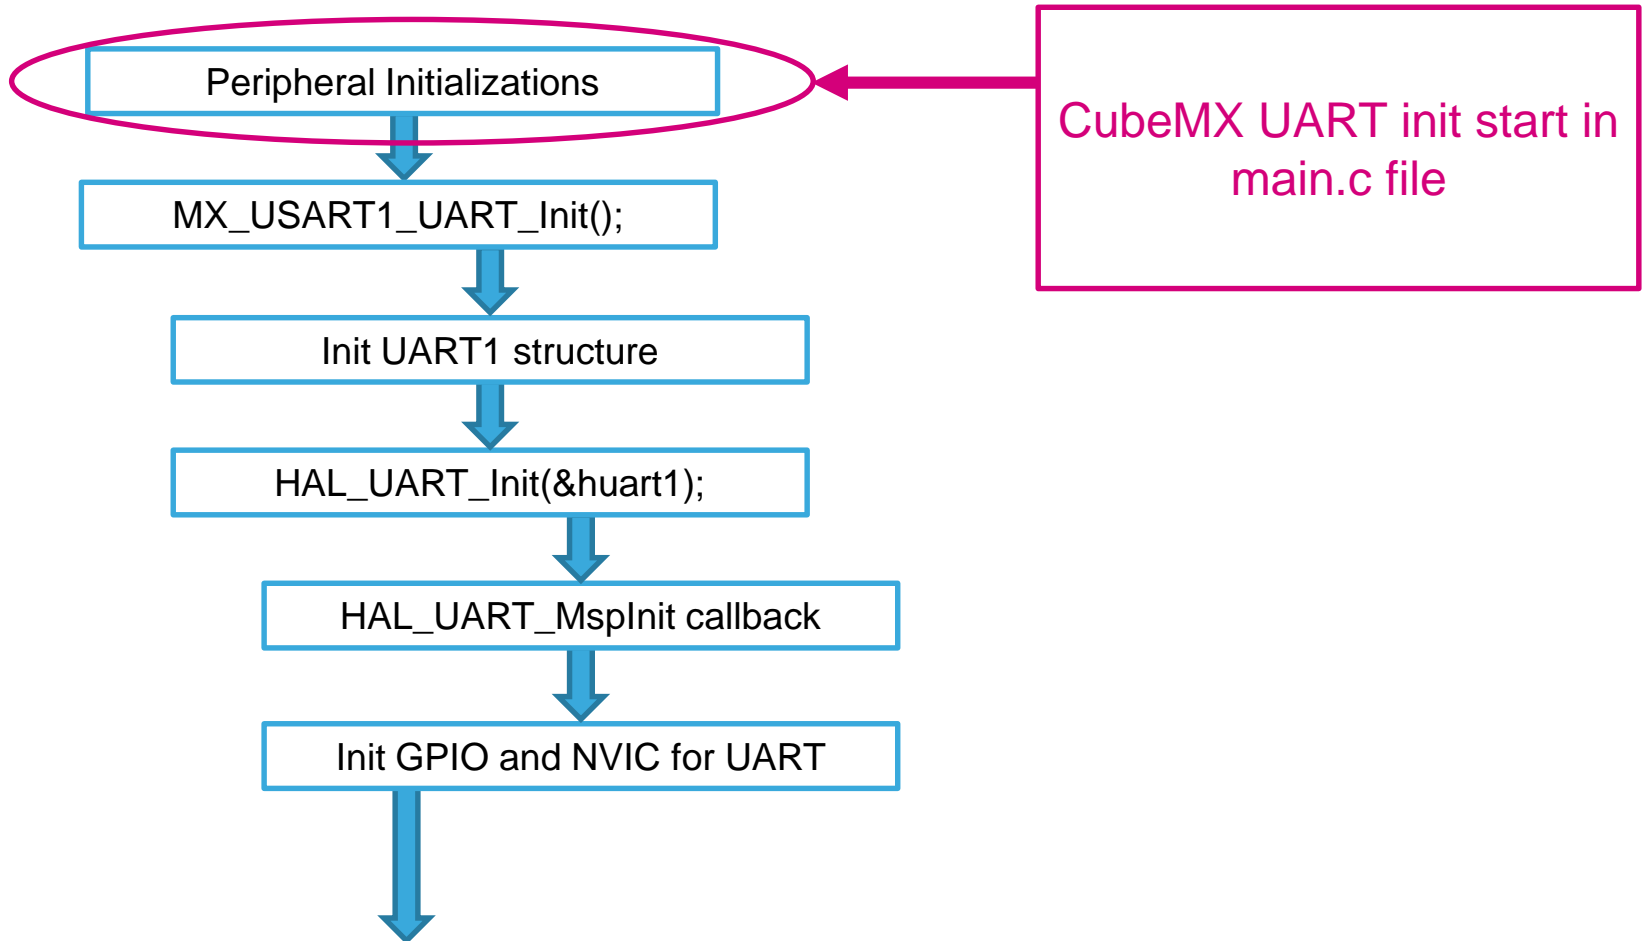 Peripheral Initializations
CubeMX UART init start in
main.c file
MX_USART1_UART_Init();
Init UART1 structure
HAL_UART_Init(&huart1);
HAL_UART_MspInit callback
Init GPIO and NVIC for UART